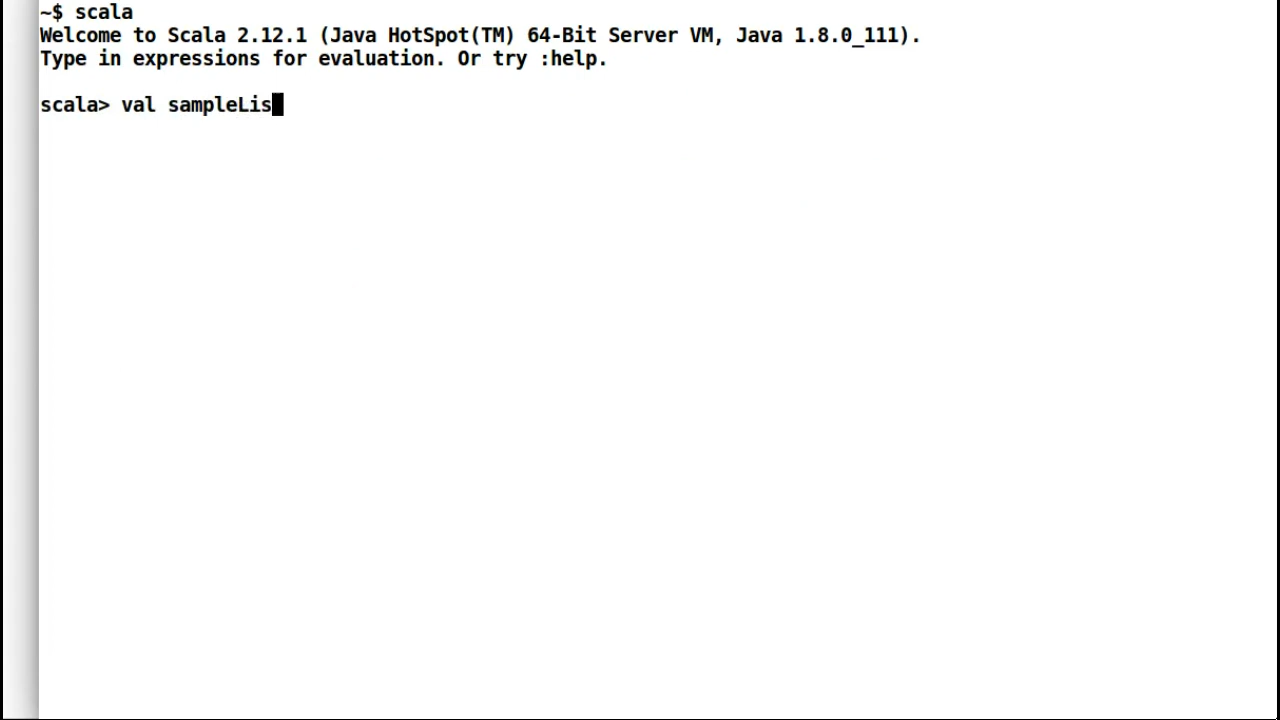 ~$ scala
Welcome to Scala 2.12.1 (Java HotSpot(TM) 64-Bit Server VM, Java 1.8.0_111).
Type in expressions for evaluation. Or try :help.
scala> val sampleLis